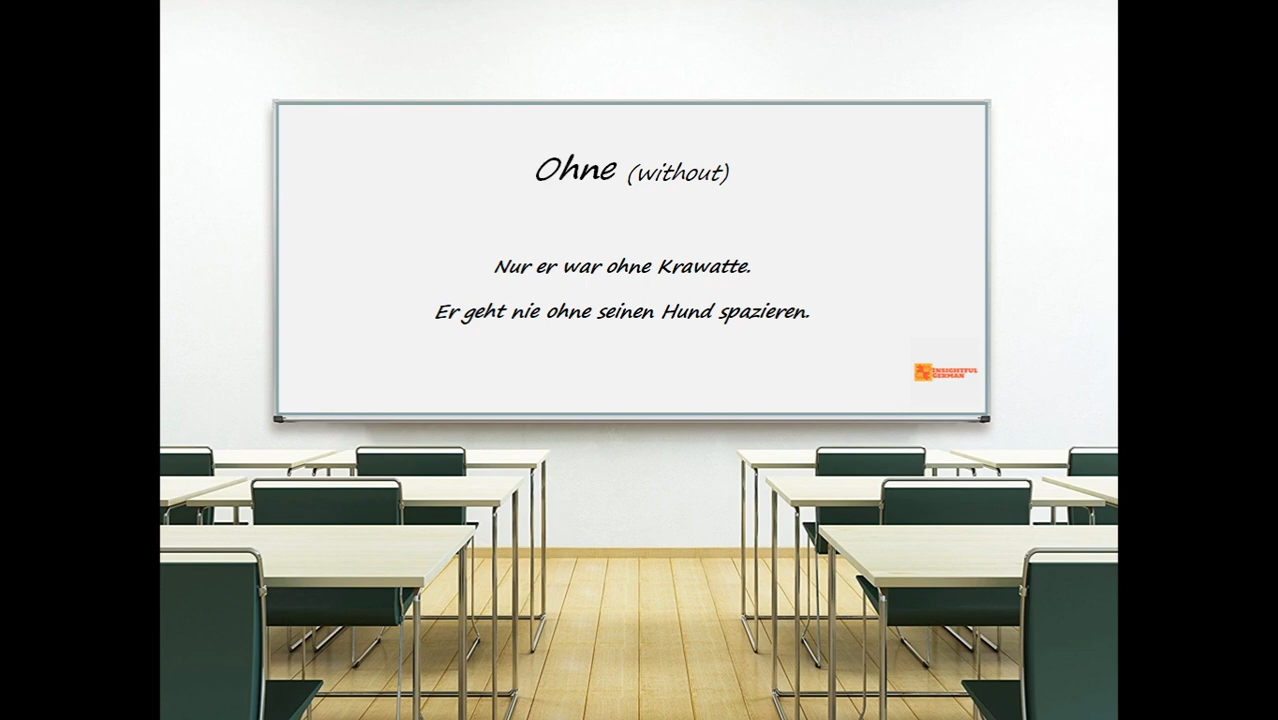 Ohne (without)
Nur er war ohne Krawatte.
Er geht nie ohne seinen Hund spazieren.
INSIGHTFUL
GERMAN